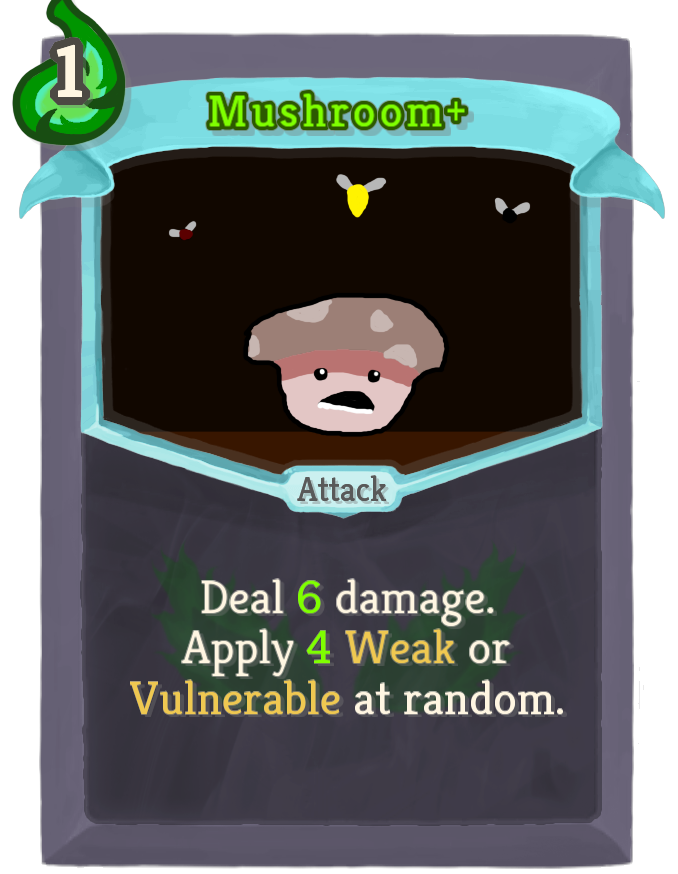 1
Mushroom+
Attack
Deal 6 damage.
Apply 4 Weak or
Vulnerable at random.